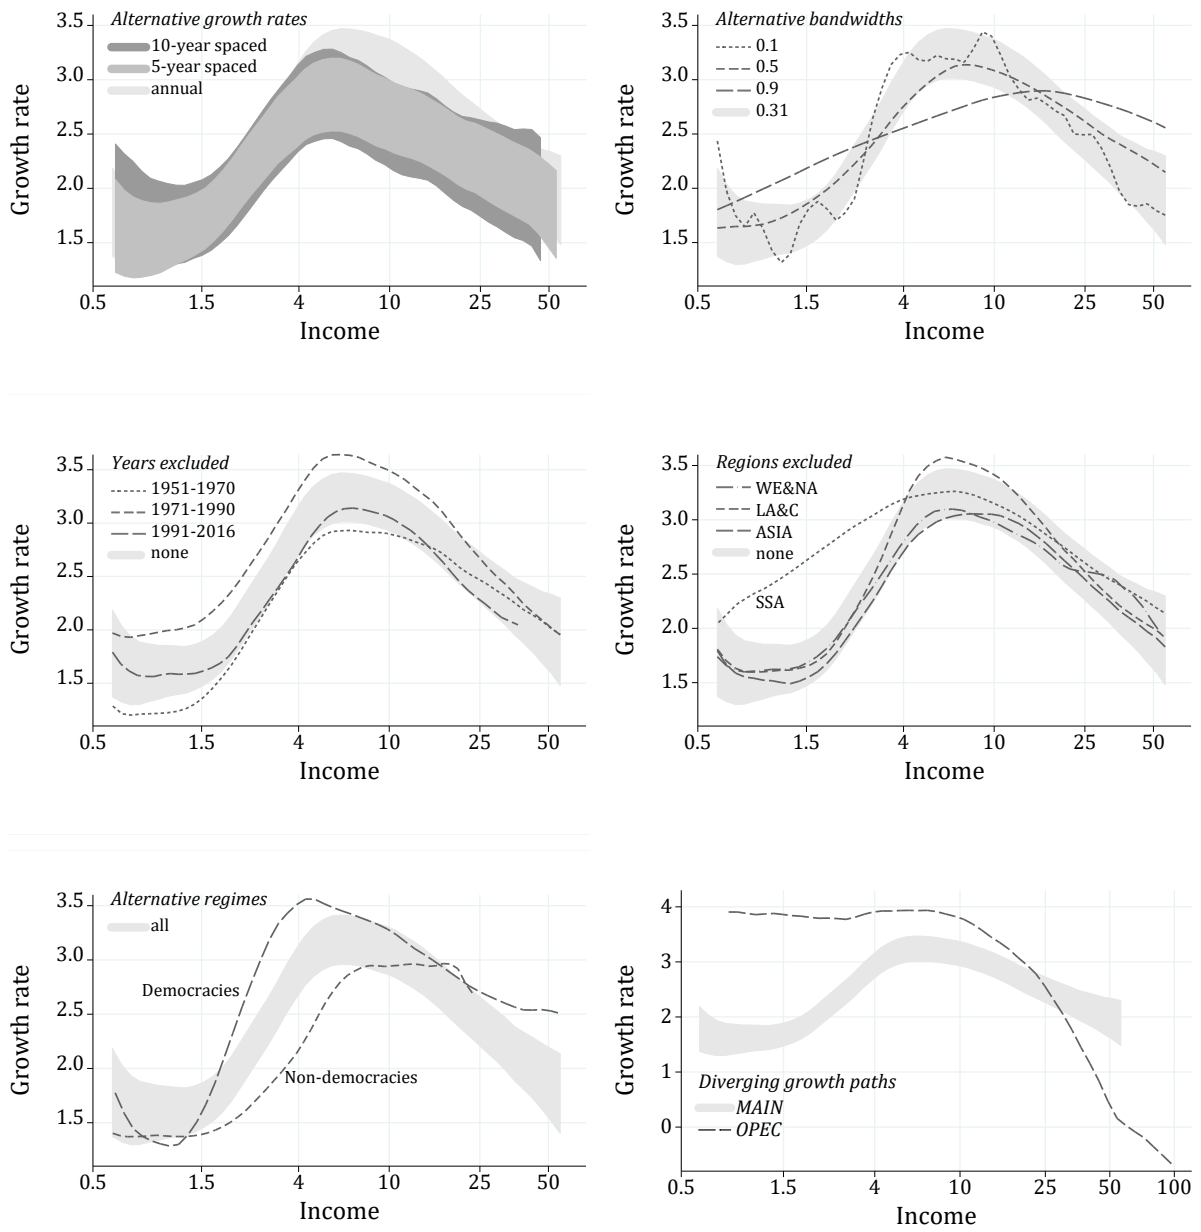 Alternative growth rates
10-year spaced
5-year spaced
annual
3.5
3.0
2.5
2.0
1.5
Growth rate
0.5 1.5 4 10 25 50
Income
Alternative bandwidths
0.1
0.5
0.9
0.31
3.5
3.0
2.5
2.0
1.5
Growth rate
0.5 1.5 4 10 25 50
Income
Years excluded
1951-1970
1971-1990
1991-2016
none
3.5
3.0
2.5
2.0
1.5
Growth rate
0.5 1.5 4 10 25 50
Income
Regions excluded
WE&NA
LA&C
ASIA
none
SSA
3.5
3.0
2.5
2.0
1.5
Growth rate
0.5 1.5 4 10 25 50
Income
Alternative regimes
all
Democracies
Non-democracies
3.5
3.0
2.5
2.0
1.5
Growth rate
0.5 1.5 4 10 25 50
Income
4
3
2
1
0
Growth rate
Diverging growth paths
MAIN
OPEC
0.5 1.5 4 10 25 50 100
Income